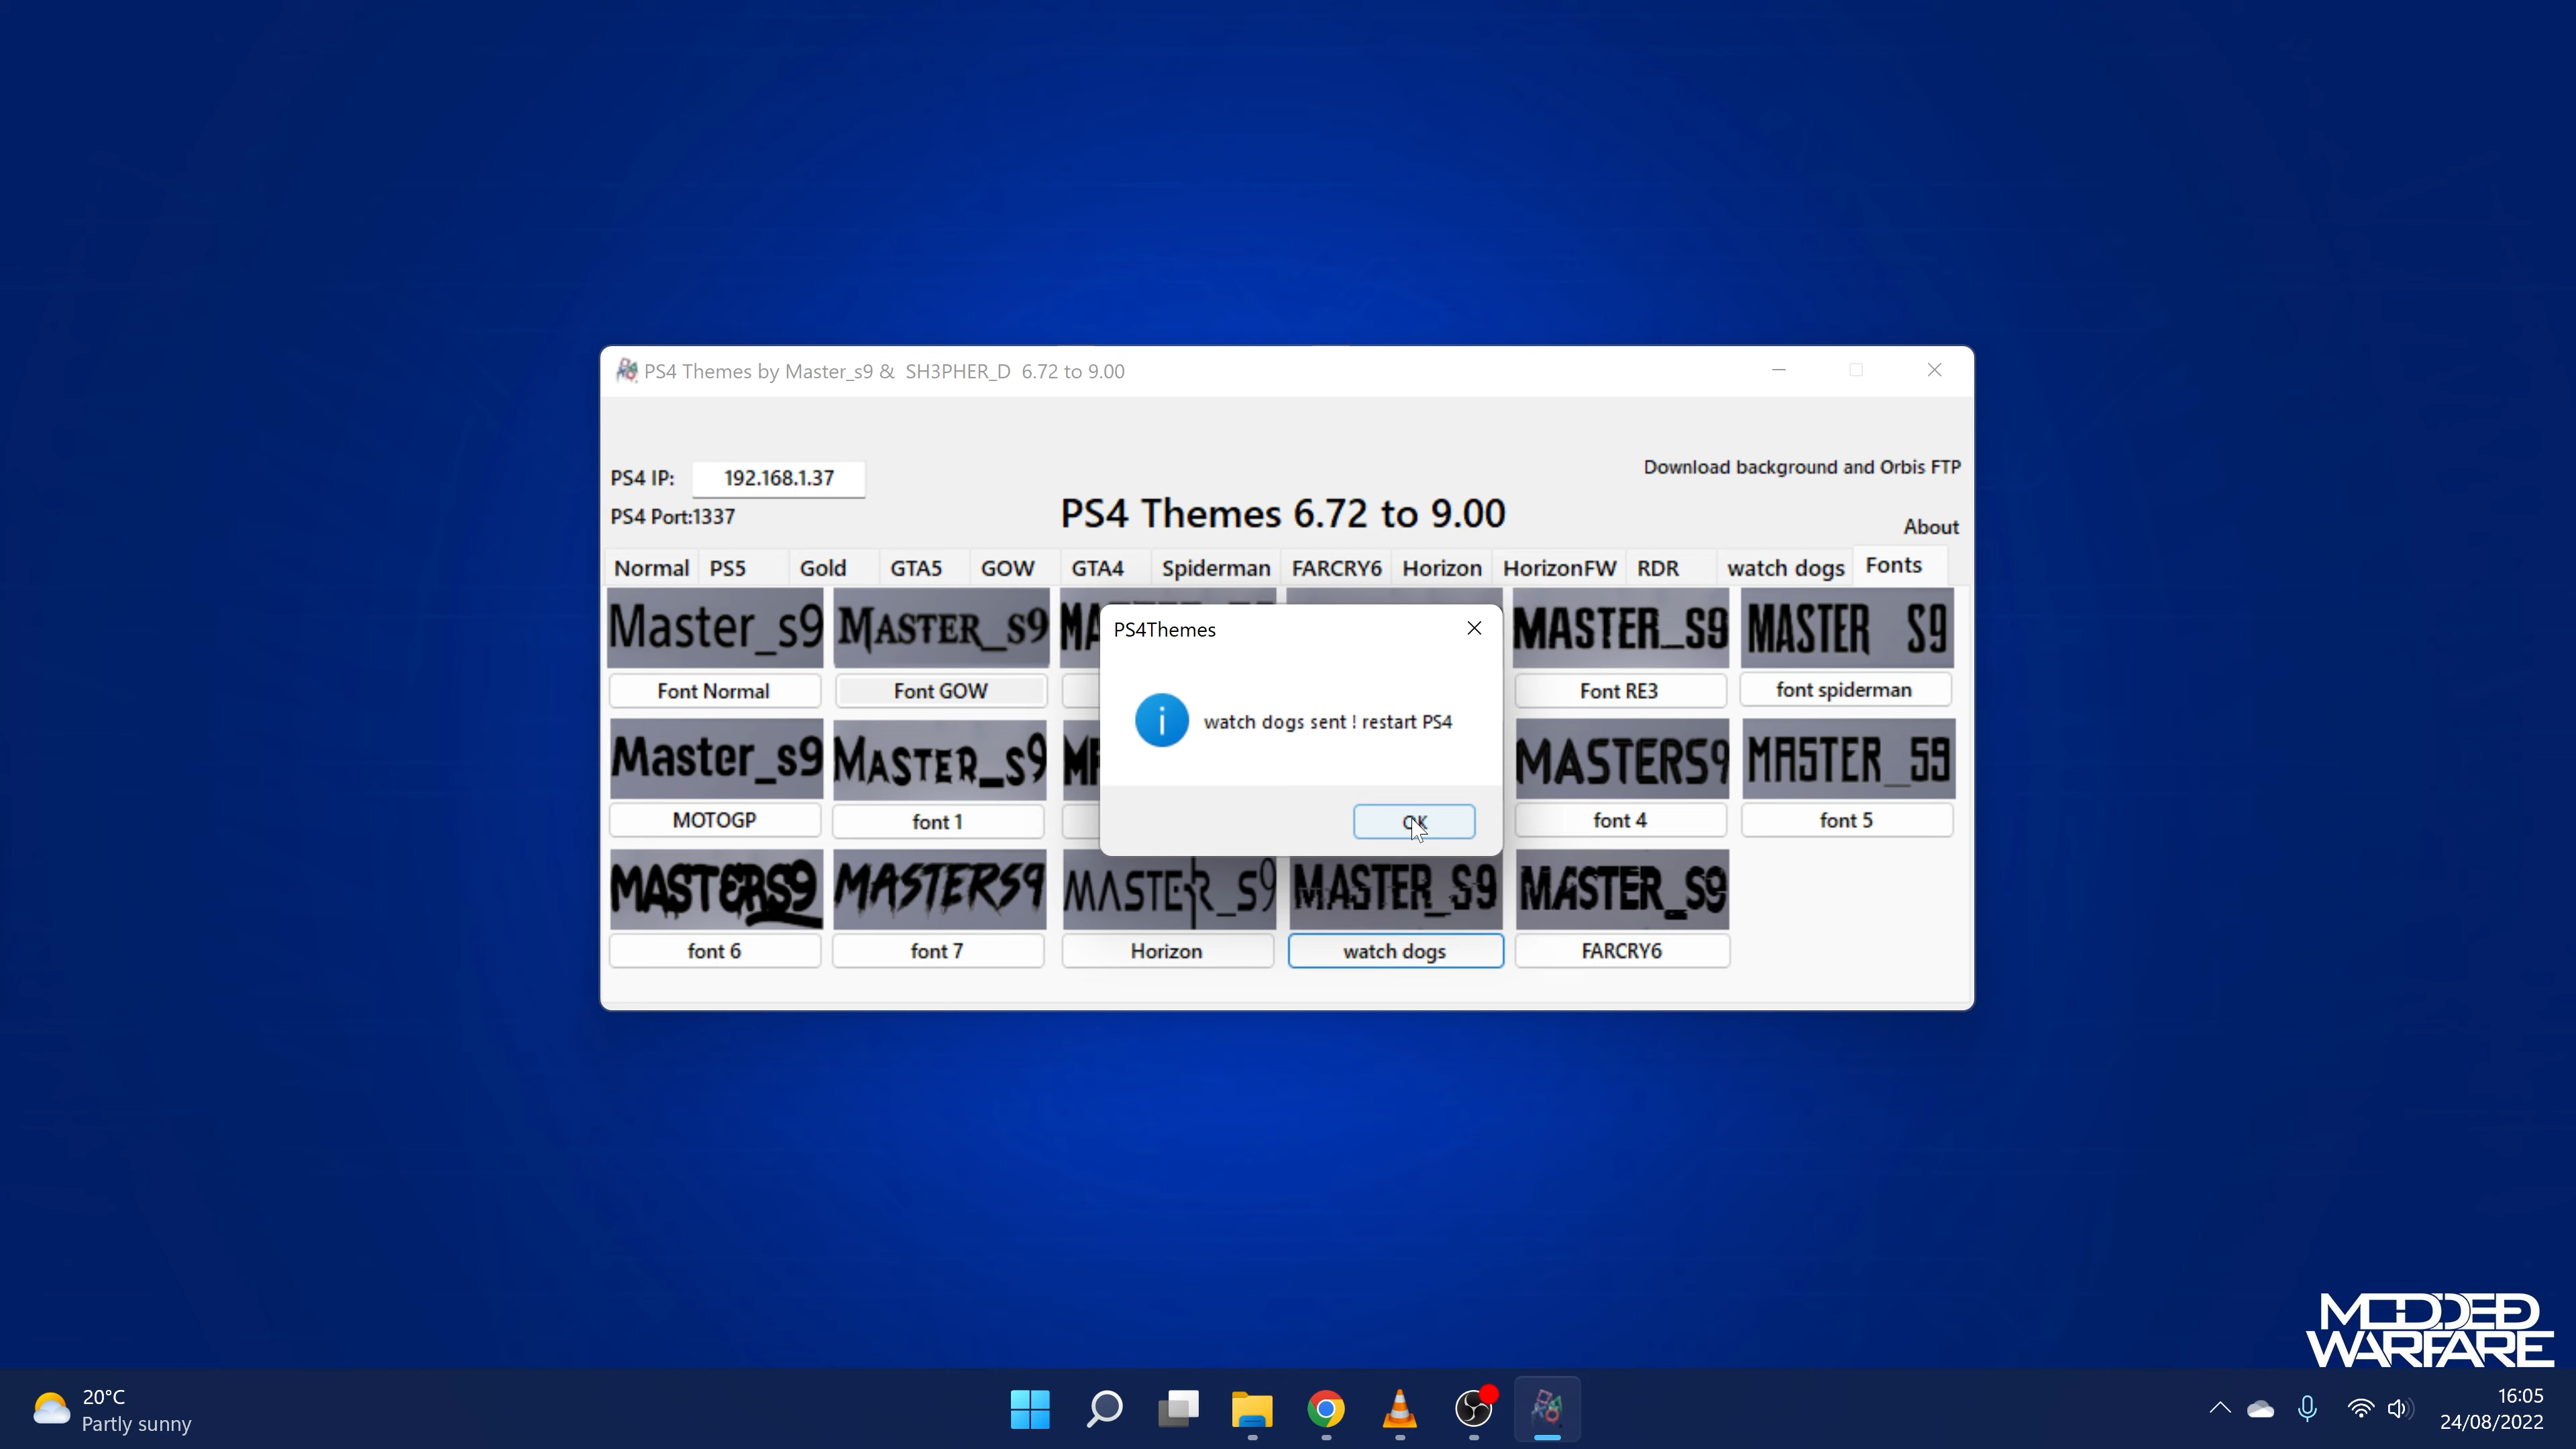 PS4 Themes by Master_s9 & SH3PHER_D 6.72 to 9.00
PS4 IP: 192.168.1.37
Download background and Orbis FTP
PS4 Port:1337
PS4 Themes 6.72 to 9.00
About
Normal PS5 Gold GTA5 GOW GTA4 Spiderman FARCRY6 Horizon HorizonFW RDR watch dogs Fonts
Master_s9 MASTER_S9 MASTER_S9 MASTER S9
PS4Themes
Font Normal Font GOW Font RE3 font spiderman
watch dogs sent ! restart PS4
Master_s9 MASTER_S9 MASTERS9 MASTER_S9
MOTOGP font 1 font 4 font 5
OK
MASTERS9 MASTERS9 MASTER_S9 MASTER_S9 MASTER_S9
font 6 font 7 Horizon watch dogs FARCRY6
MODDED
WARFARE
20°C
Partly sunny
16:05
24/08/2022